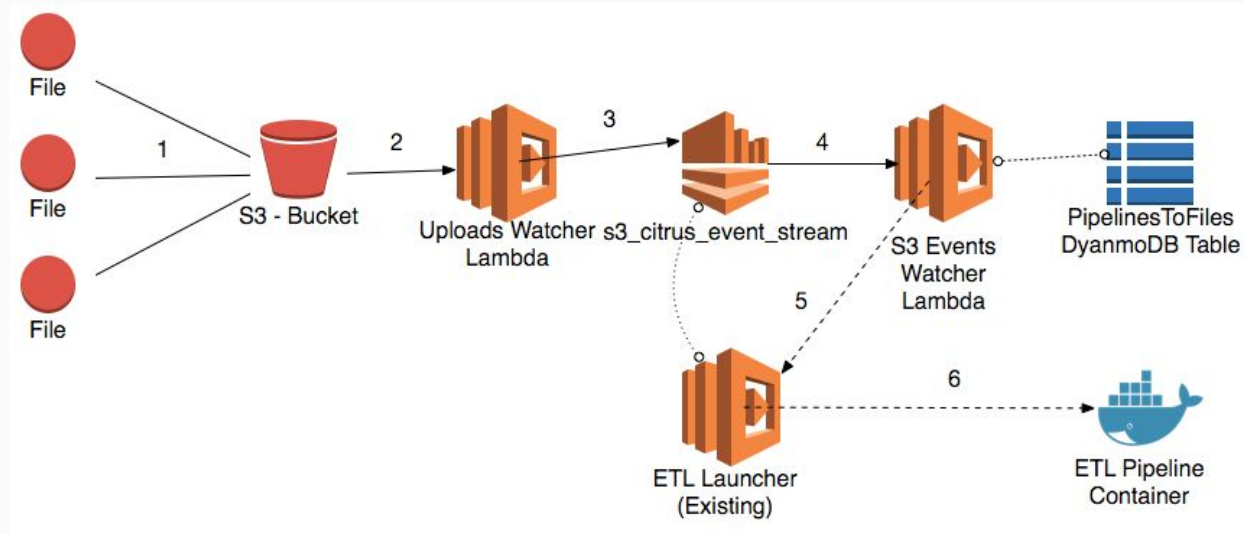 File
1
File
File
S3 - Bucket
2
Uploads Watcher
Lambda
3
s3_citrus_event_stream
4
S3 Events
Watcher
Lambda
PipelinesToFiles
DyanmoDB Table
5
ETL Launcher
(Existing)
6
ETL Pipeline
Container